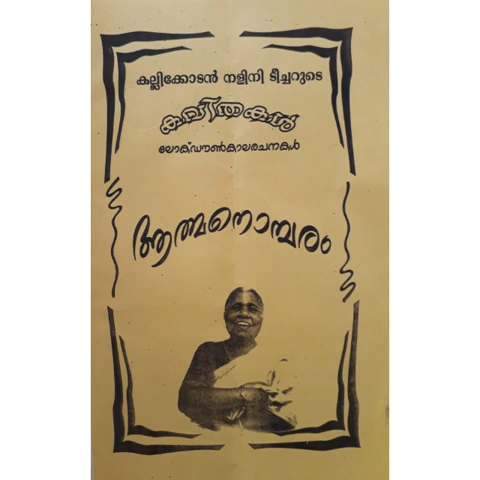 കല്ലിക്കോടൻ നളിനി ടീച്ചറുടെ
കവിതകൾ
ലോക്ഡൗൺകാലരചനകൾ
ആത്മനൊമ്പരം